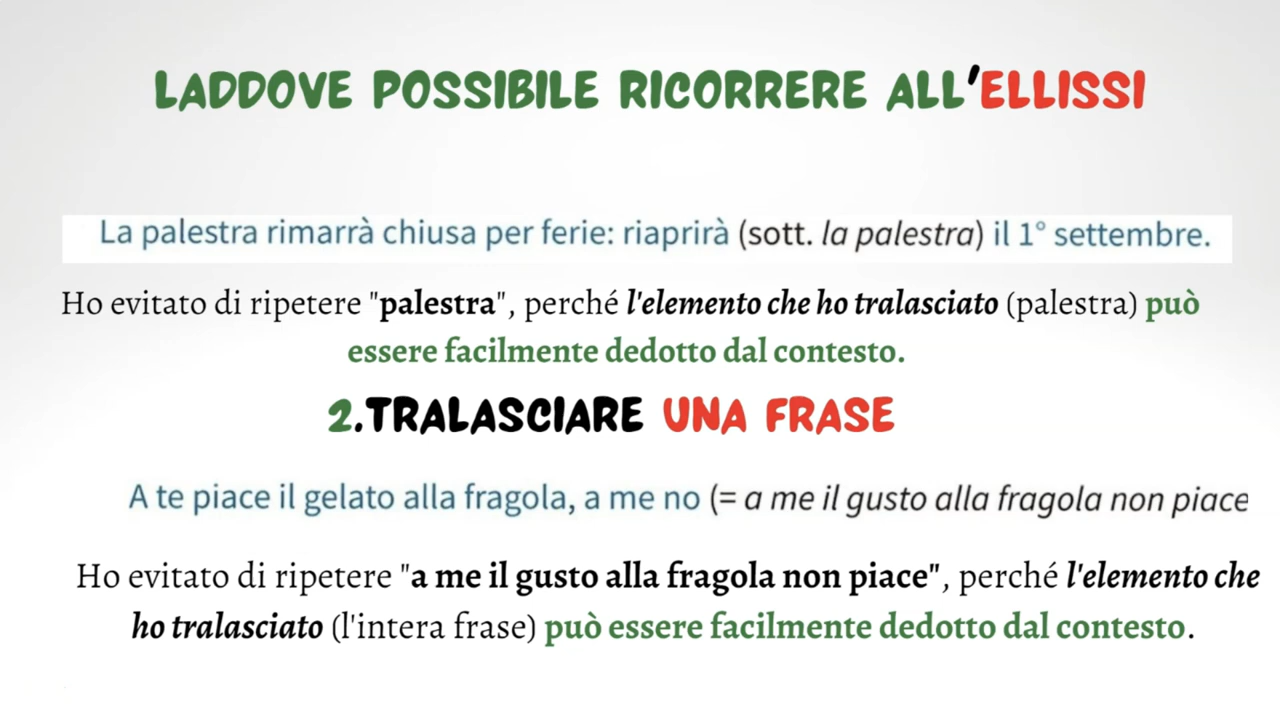 LADDOVE POSSIBILE RICORRERE ALL'ELLISSI
La palestra rimarrà chiusa per ferie: riaprirà (sott. la palestra) il 1° settembre.
Ho evitato di ripetere "palestra", perché l'elemento che ho tralasciato (palestra) può
essere facilmente dedotto dal contesto.
2.TRALASCIARE UNA FRASE
A te piace il gelato alla fragola, a me no (= a me il gusto alla fragola non piace
Ho evitato di ripetere "a me il gusto alla fragola non piace", perché l'elemento che
ho tralasciato (l'intera frase) può essere facilmente dedotto dal contesto.